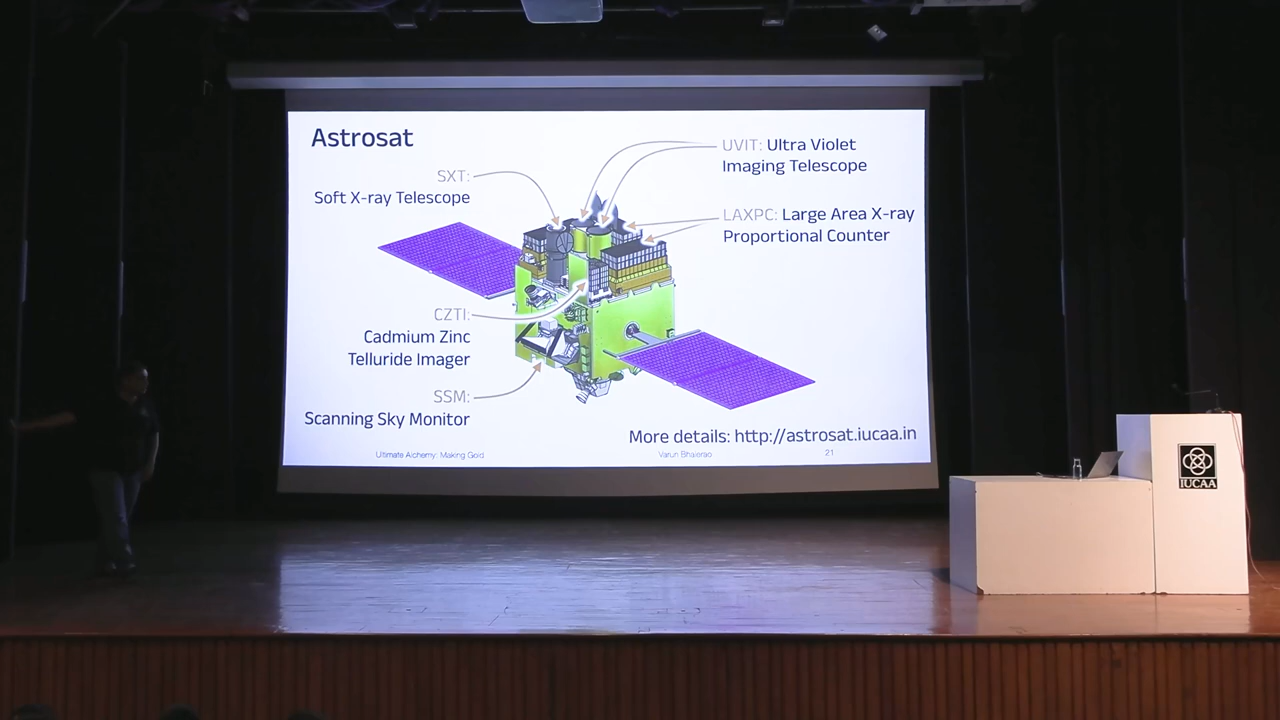 Astrosat
SXT:
Soft X-ray Telescope
UVIT: Ultra Violet
Imaging Telescope
LAXPC: Large Area X-ray
Proportional Counter
CZTI:
Cadmium Zinc
Telluride Imager
SSM:
Scanning Sky Monitor
More details: http://astrosat.iucaa.in
Ultimate Alchemy: Making Gold
Varun Bhalerao
21
IUCAA